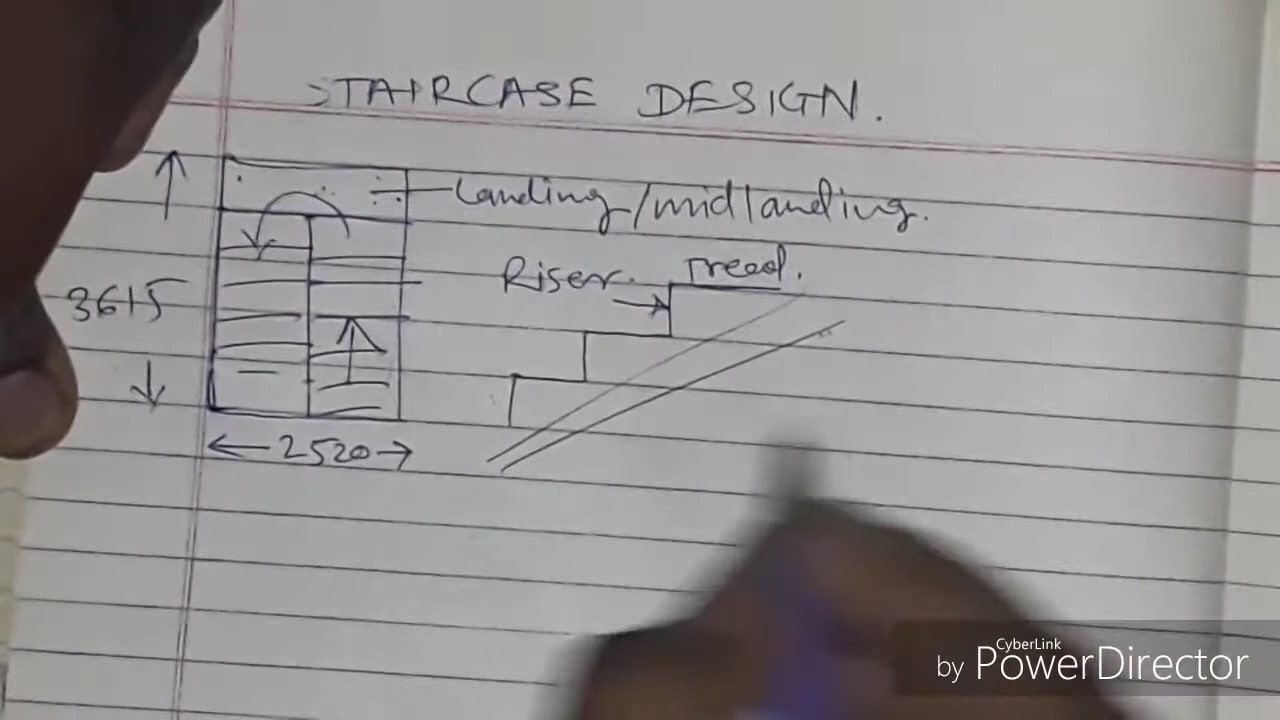 STAIRCASE DESIGN.
Landing/midlanding.
Riser. Tread.
3615
2520
CyberLink
by PowerDirector